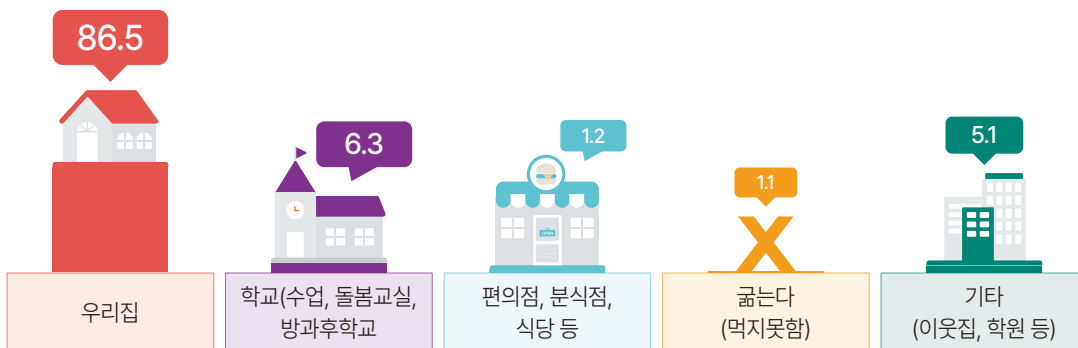 86.5
6.3
1.2
1.1
5.1
OPEN
우리집
학교(수업, 돌봄교실,
방과후학교
편의점, 분식점,
식당 등
굶는다
(먹지못함)
기타
(이웃집, 학원 등)